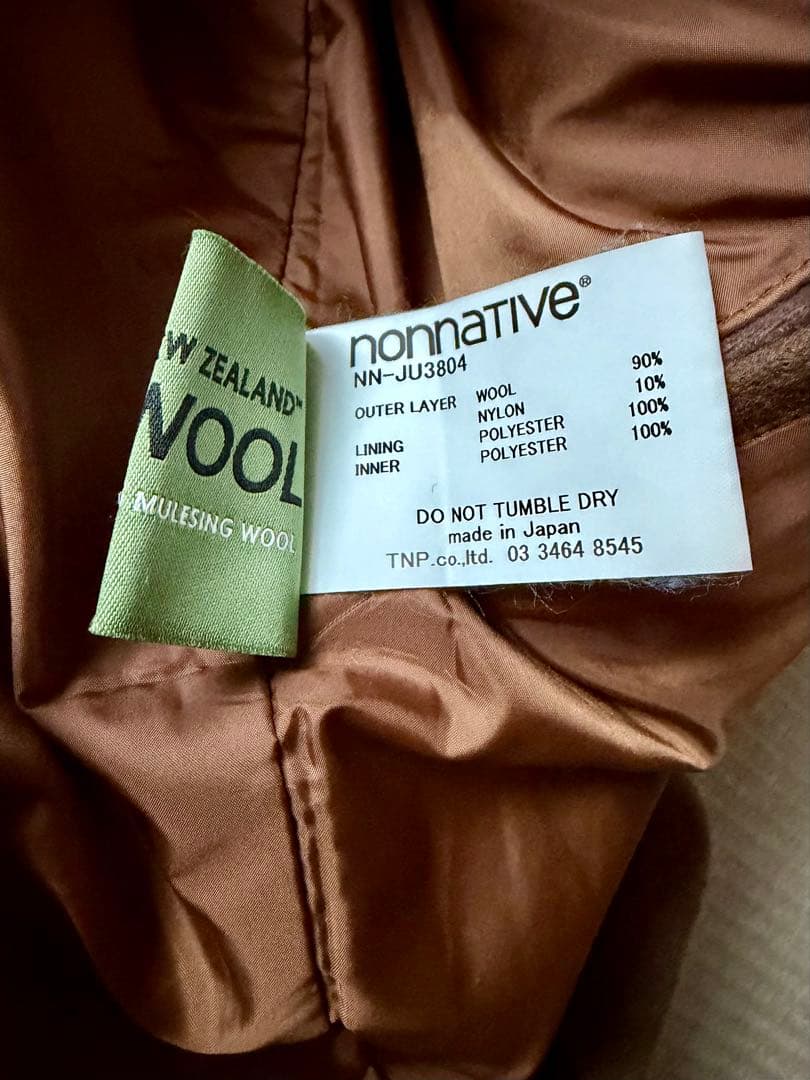 ZEALAND™
WOOL
MULESING WOOL
nonnative®
NN-JU3804
OUTER LAYER WOOL 90%
NYLON 10%
LINING POLYESTER 100%
INNER POLYESTER 100%
DO NOT TUMBLE DRY
made in Japan
TNP.co.,ltd. 03 3464 8545